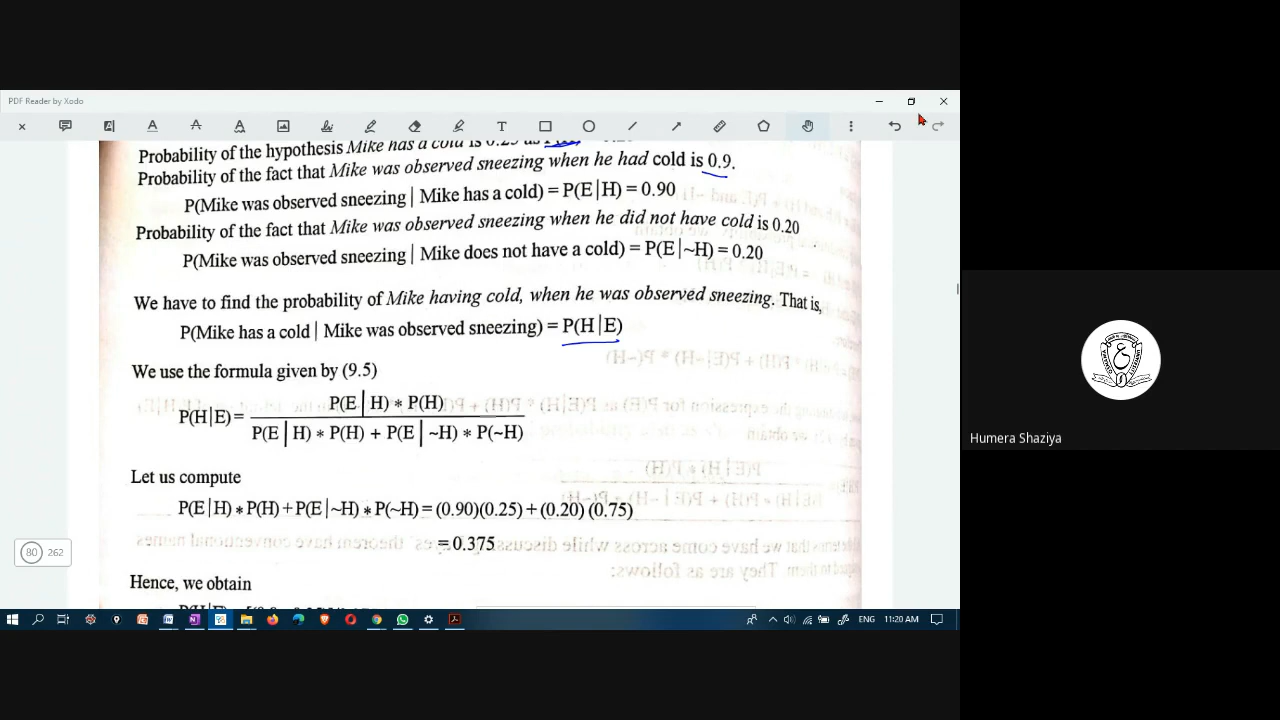 PDF Reader by Xodo
Probability of the hypothesis Mike has a cold is 0.25 as
Probability of the fact that Mike was observed sneezing when he had cold is 0.9.
P(Mike was observed sneezing | Mike has a cold) = P(E|H) = 0.90
Probability of the fact that Mike was observed sneezing when he did not have cold is 0.20
P(Mike was observed sneezing | Mike does not have a cold) = P(E|~H) = 0.20
We have to find the probability of Mike having cold, when he was observed sneezing. That is,
P(Mike has a cold | Mike was observed sneezing) = P(H|E)
We use the formula given by (9.5)
P(E | H) * P(H)
P(H|E) =
P(E | H) * P(H) + P(E | ~H) * P(~H)
Let us compute
P(E|H) * P(H) + P(E|~H) * P(~H) = (0.90)(0.25) + (0.20) (0.75)
= 0.375
80 262
Hence, we obtain
ENG 11:20 AM
Humera Shaziya